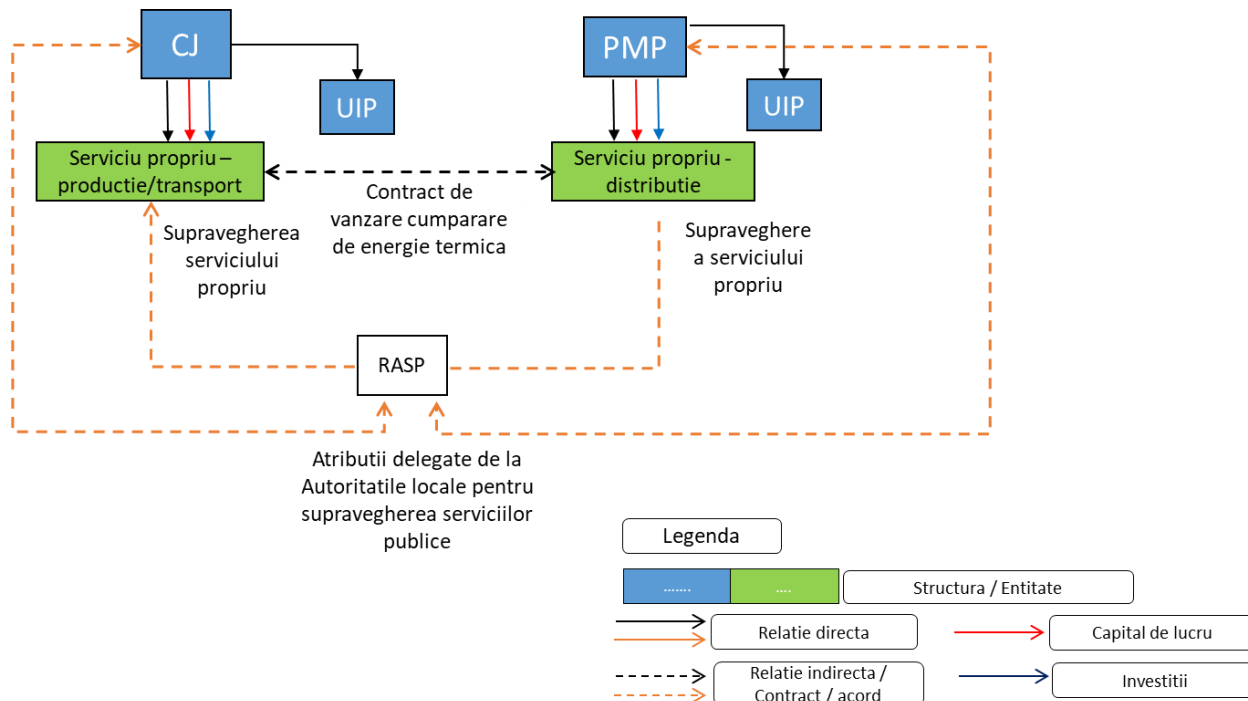 CJ
PMP
UIP
UIP
Serviciu propriu –
productie/transport
Serviciu propriu -
distributie
Contract de
vanzare cumparare
de energie termica
Supravegherea
serviciului
propriu
Supraveghere
a serviciului
propriu
RASP
Atributii delegate de la
Autoritatile locale pentru
supravegherea serviciilor
publice
Legenda
.......
....
Structura / Entitate
Relatie directa
Capital de lucru
Relatie indirecta /
Contract / acord
Investitii